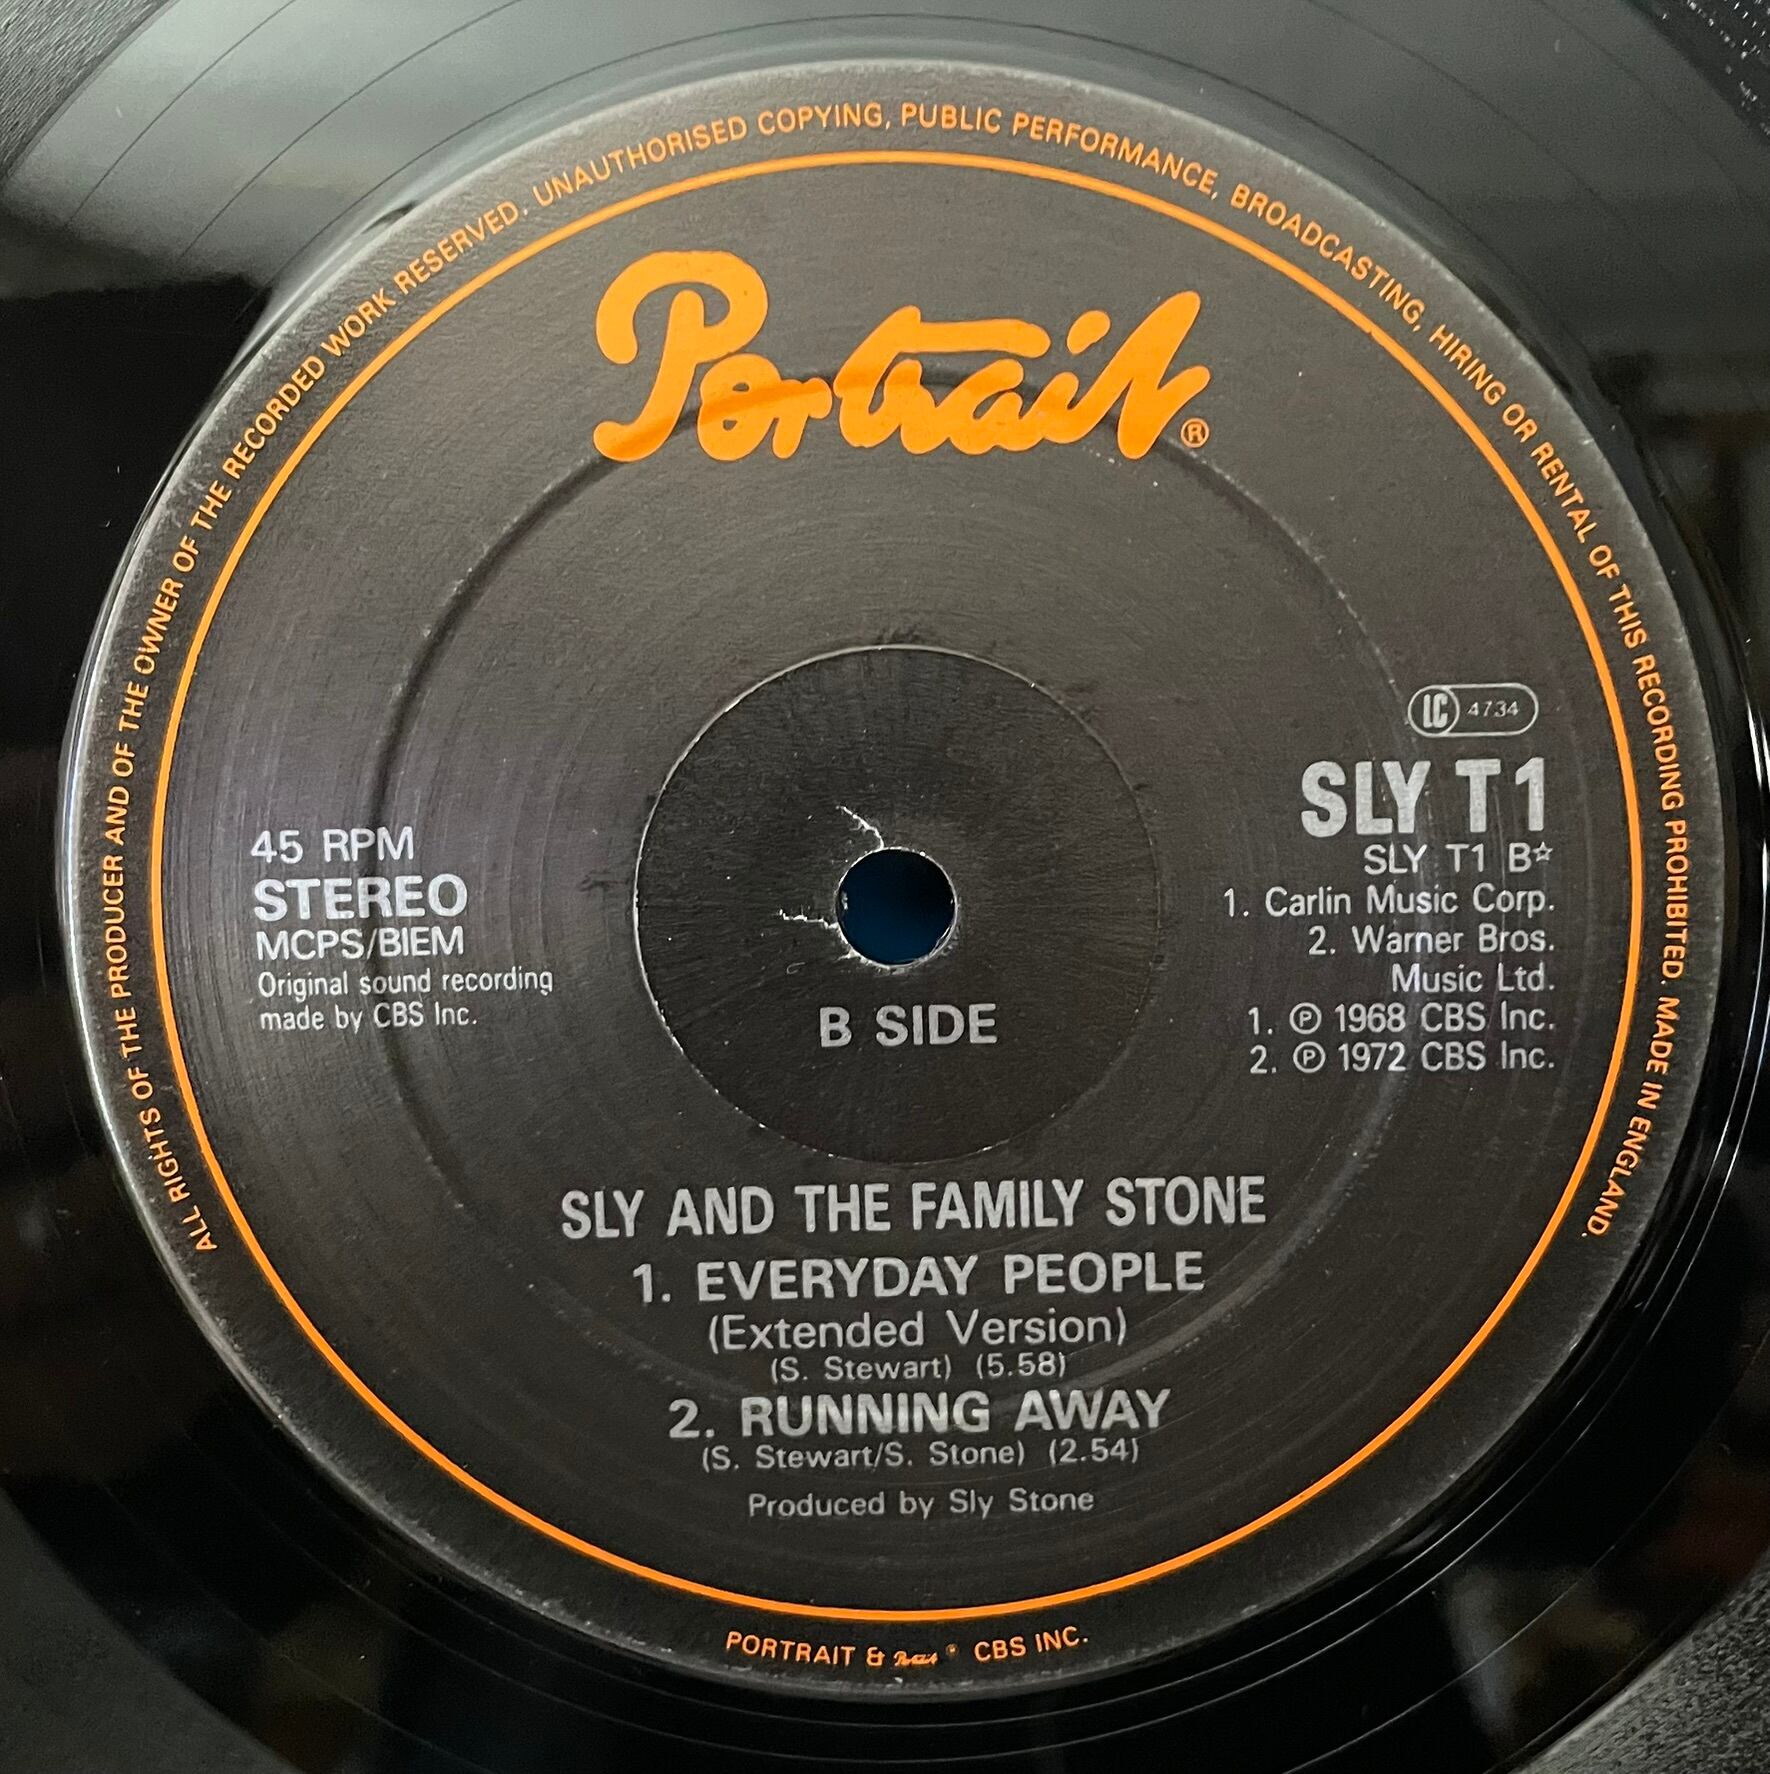 ALL RIGHTS OF THE PRODUCER AND OF THE OWNER OF THE RECORDED WORK RESERVED. UNAUTHORISED COPYING, PUBLIC PERFORMANCE, BROADCASTING, HIRING OR RENTAL OF THIS RECORDING PROHIBITED. MADE IN ENGLAND.
Portrait ®
LC 4734
SLY T1
SLY T1 B☆
1. Carlin Music Corp.
2. Warner Bros.
Music Ltd.
1. ℗ 1968 CBS Inc.
2. ℗ 1972 CBS Inc.
45 RPM
STEREO
MCPS/BIEM
Original sound recording
made by CBS Inc.
B SIDE
SLY AND THE FAMILY STONE
1. EVERYDAY PEOPLE
(Extended Version)
(S. Stewart) (5.58)
2. RUNNING AWAY
(S. Stewart/S. Stone) (2.54)
Produced by Sly Stone
PORTRAIT & Portrait ® CBS INC.